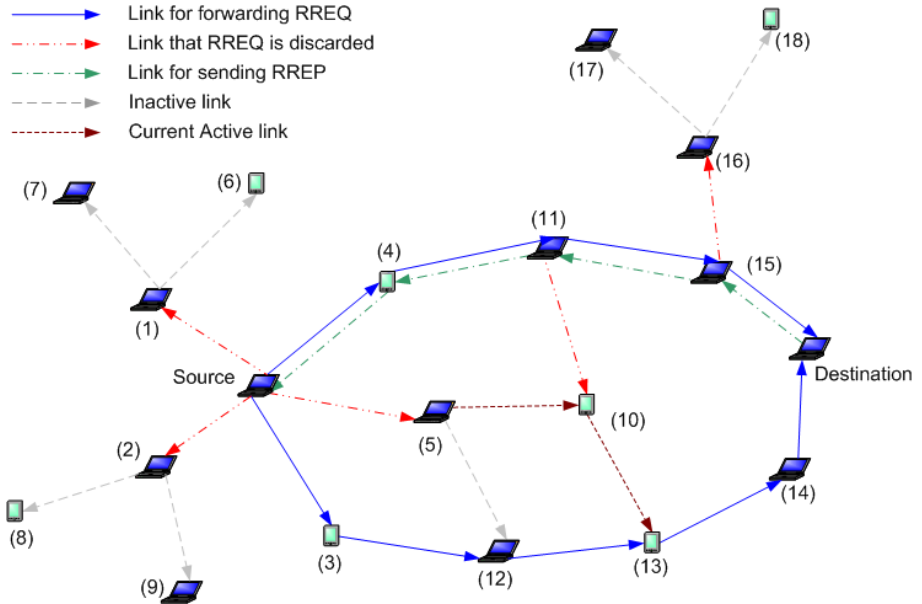 Link for forwarding RREQ
Link that RREQ is discarded
Link for sending RREP
Inactive link
Current Active link
(18)
(17)
(16)
(7)
(6)
(11)
(4)
(15)
(1)
Source
Destination
(10)
(5)
(2)
(14)
(8)
(3)
(12)
(13)
(9)